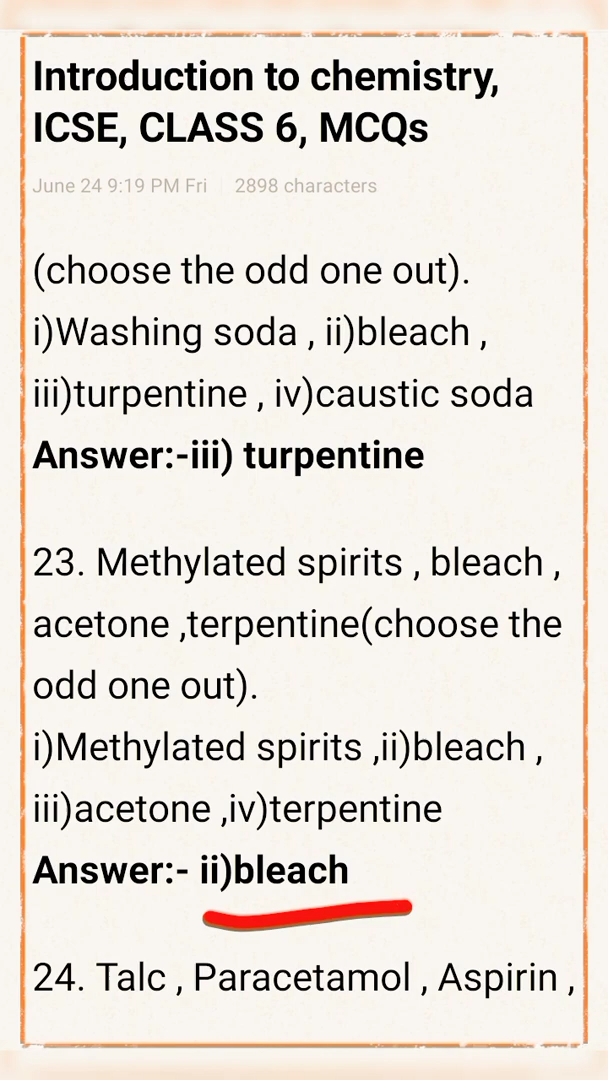 Introduction to chemistry,
ICSE, CLASS 6, MCQs
June 24 9:19 PM Fri | 2898 characters
(choose the odd one out).
i)Washing soda , ii)bleach ,
iii)turpentine , iv)caustic soda
Answer:-iii) turpentine
23. Methylated spirits , bleach ,
acetone ,terpentine(choose the
odd one out).
i)Methylated spirits ,ii)bleach ,
iii)acetone ,iv)terpentine
Answer:- ii)bleach
24. Talc , Paracetamol , Aspirin ,